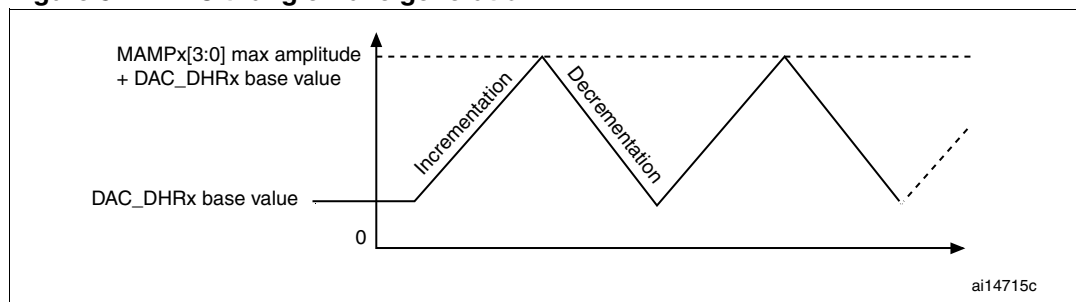 MAMPx[3:0] max amplitude
+ DAC_DHRx base value
Incrementation
Decrementation
DAC_DHRx base value
0
ai14715c